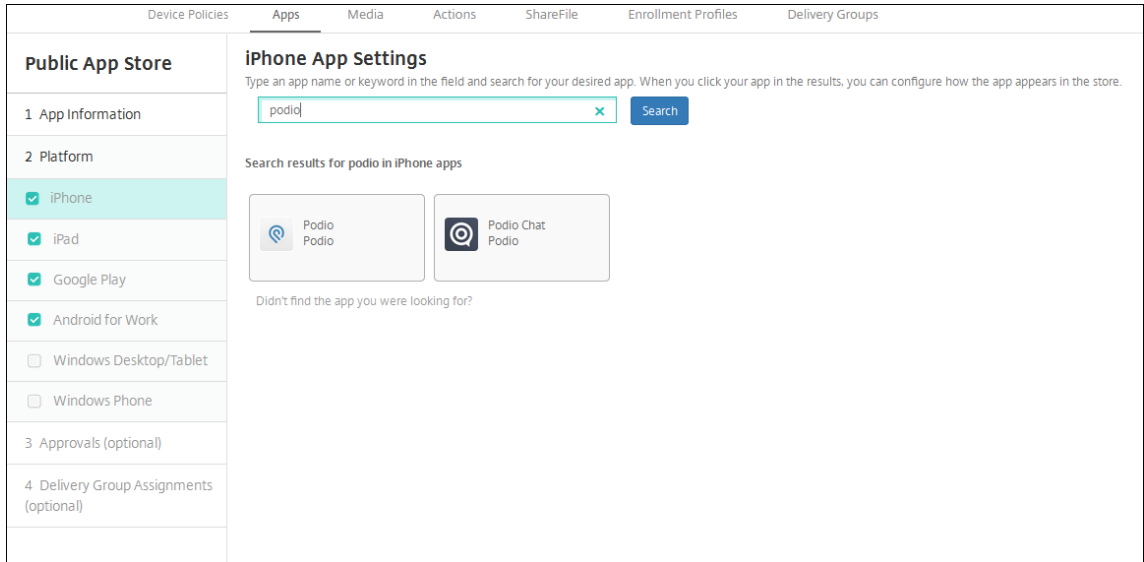 Device Policies Apps Media Actions ShareFile Enrollment Profiles Delivery Groups
Public App Store
1 App Information
2 Platform
iPhone
iPad
Google Play
Android for Work
Windows Desktop/Tablet
Windows Phone
3 Approvals (optional)
4 Delivery Group Assignments
(optional)
iPhone App Settings
Type an app name or keyword in the field and search for your desired app. When you click your app in the results, you can configure how the app appears in the store.
podio
Search
Search results for podio in iPhone apps
Podio
Podio
Podio Chat
Podio
Didn't find the app you were looking for?